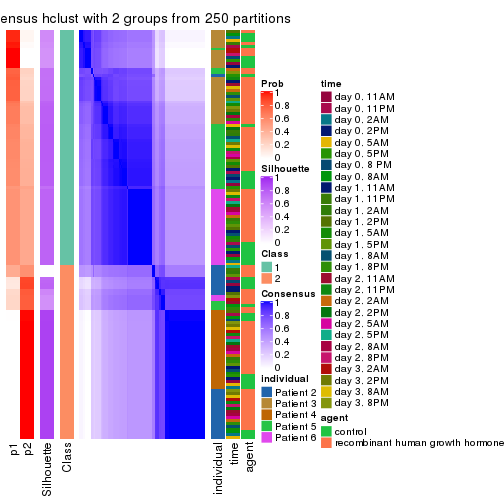 ensus hclust with 2 groups from 250 partitions
Prob
1
0.8
0.6
0.4
0.2
0
Silhouette
1
0.8
0.6
0.4
0.2
0
Class
1
2
Consensus
1
0.8
0.6
0.4
0.2
0
individual
Patient 2
Patient 3
Patient 4
Patient 5
Patient 6
time
day 0. 11AM
day 0. 11PM
day 0. 2AM
day 0. 2PM
day 0. 5AM
day 0. 5PM
day 0. 8 PM
day 0. 8AM
day 1. 11AM
day 1. 11PM
day 1. 2AM
day 1. 2PM
day 1. 5AM
day 1. 5PM
day 1. 8AM
day 1. 8PM
day 2. 11AM
day 2. 11PM
day 2. 2AM
day 2. 2PM
day 2. 5AM
day 2. 5PM
day 2. 8AM
day 2. 8PM
day 3. 2AM
day 3. 2PM
day 3. 8AM
day 3. 8PM
agent
control
recombinant human growth hormone
p1
p2
Silhouette
Class
individual
time
agent